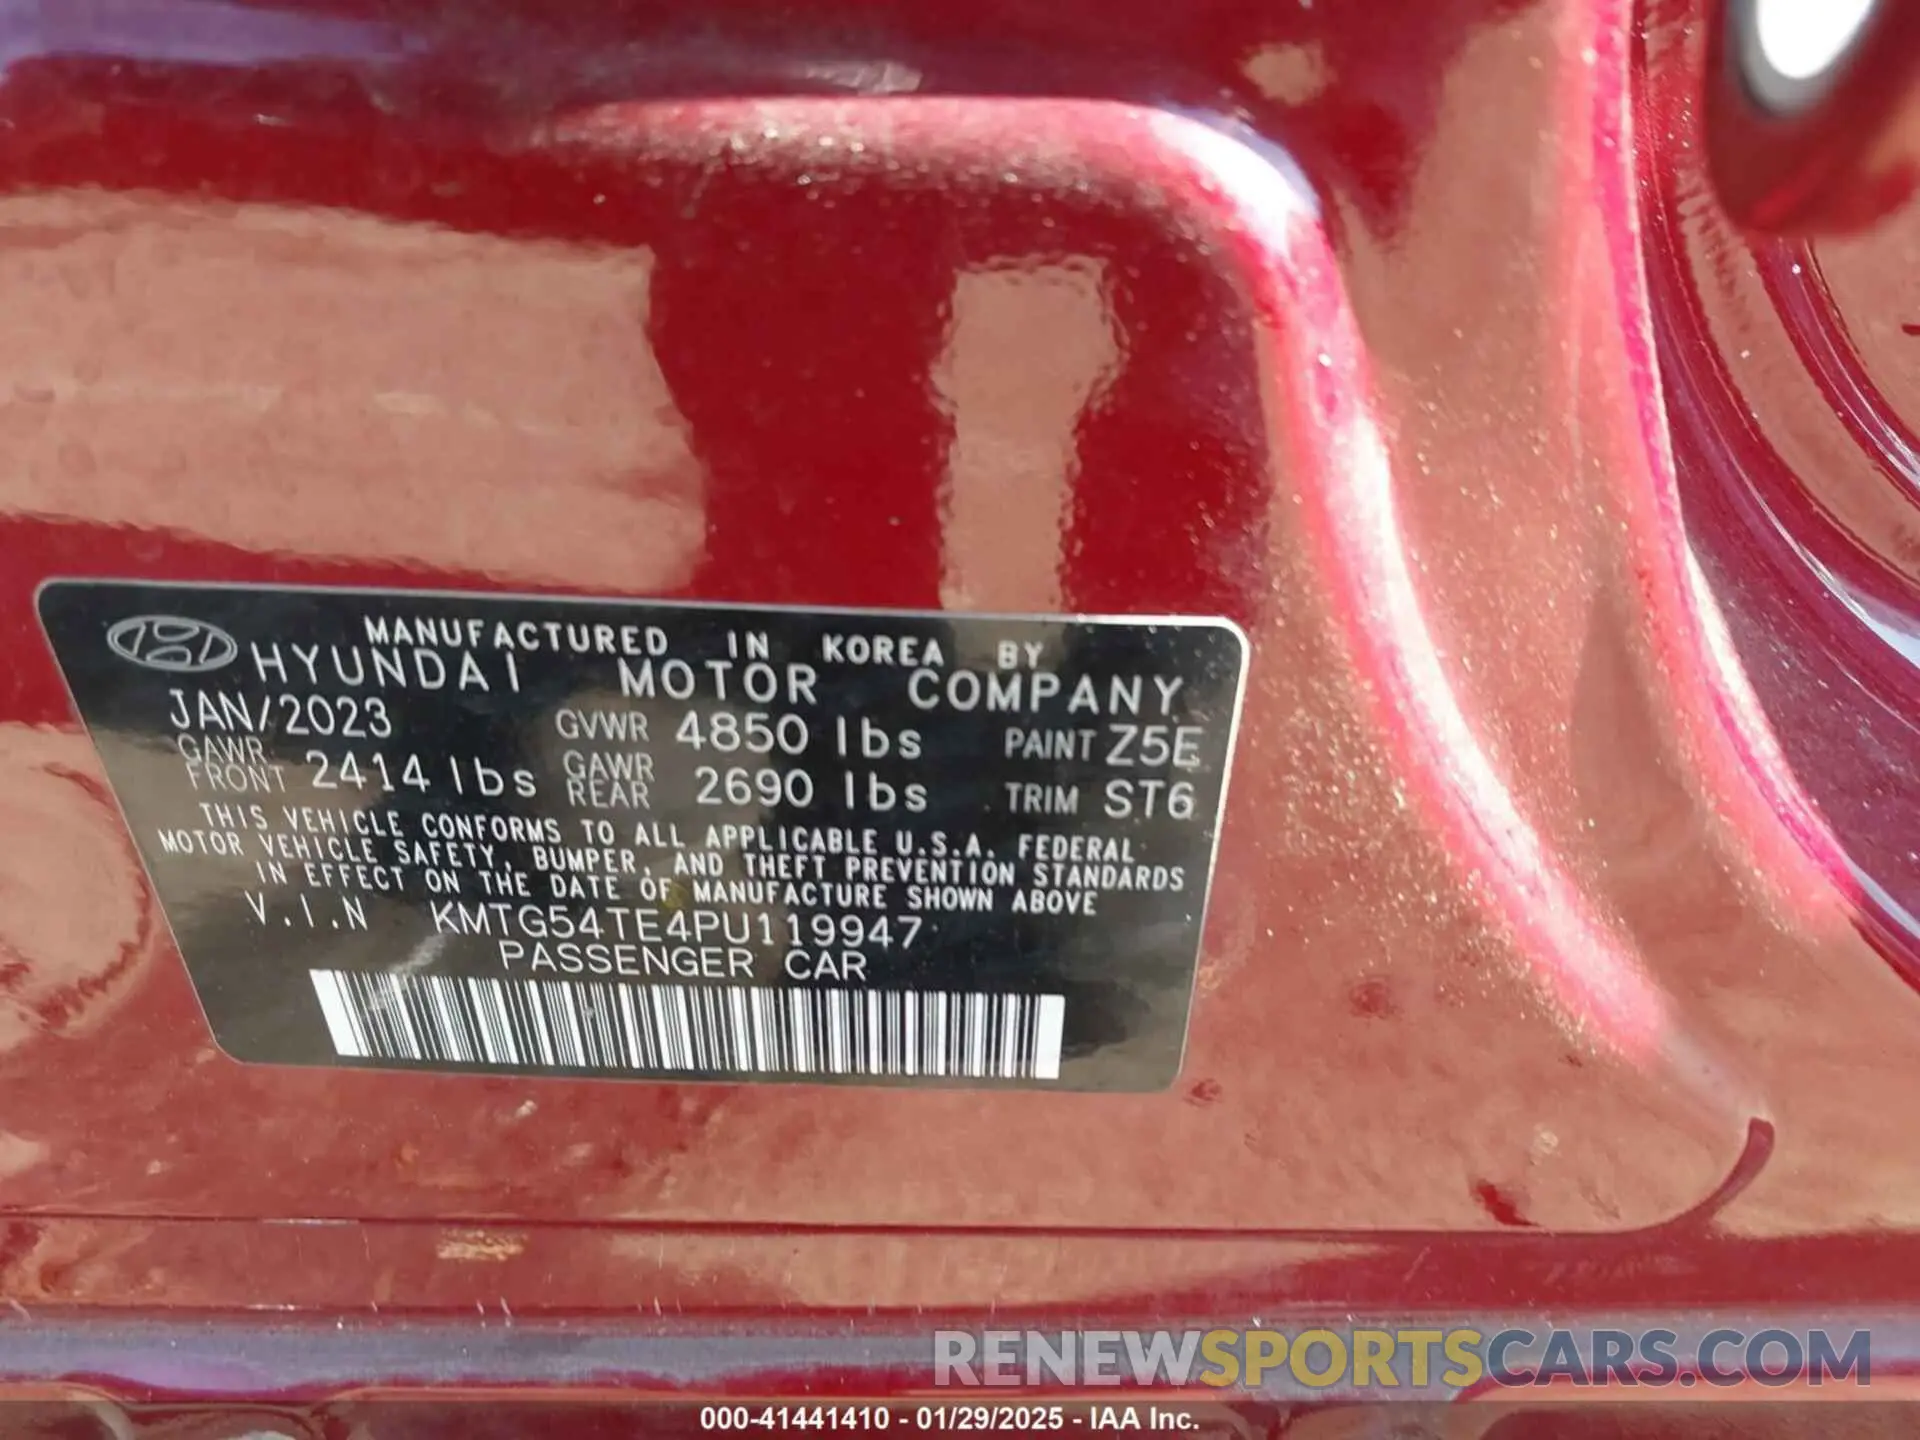 MANUFACTURED IN KOREA BY
HYUNDAI MOTOR COMPANY
JAN/2023 GVWR 4850 lbs PAINT Z5E
GAWR FRONT 2414 lbs GAWR REAR 2690 lbs TRIM ST6
THIS VEHICLE CONFORMS TO ALL APPLICABLE U.S.A. FEDERAL
MOTOR VEHICLE SAFETY, BUMPER, AND THEFT PREVENTION STANDARDS
IN EFFECT ON THE DATE OF MANUFACTURE SHOWN ABOVE
V.I.N KMTG54TE4PU119947
PASSENGER CAR
RENEWSPORTSCARS.COM
000-41441410 - 01/29/2025 - IAA Inc.